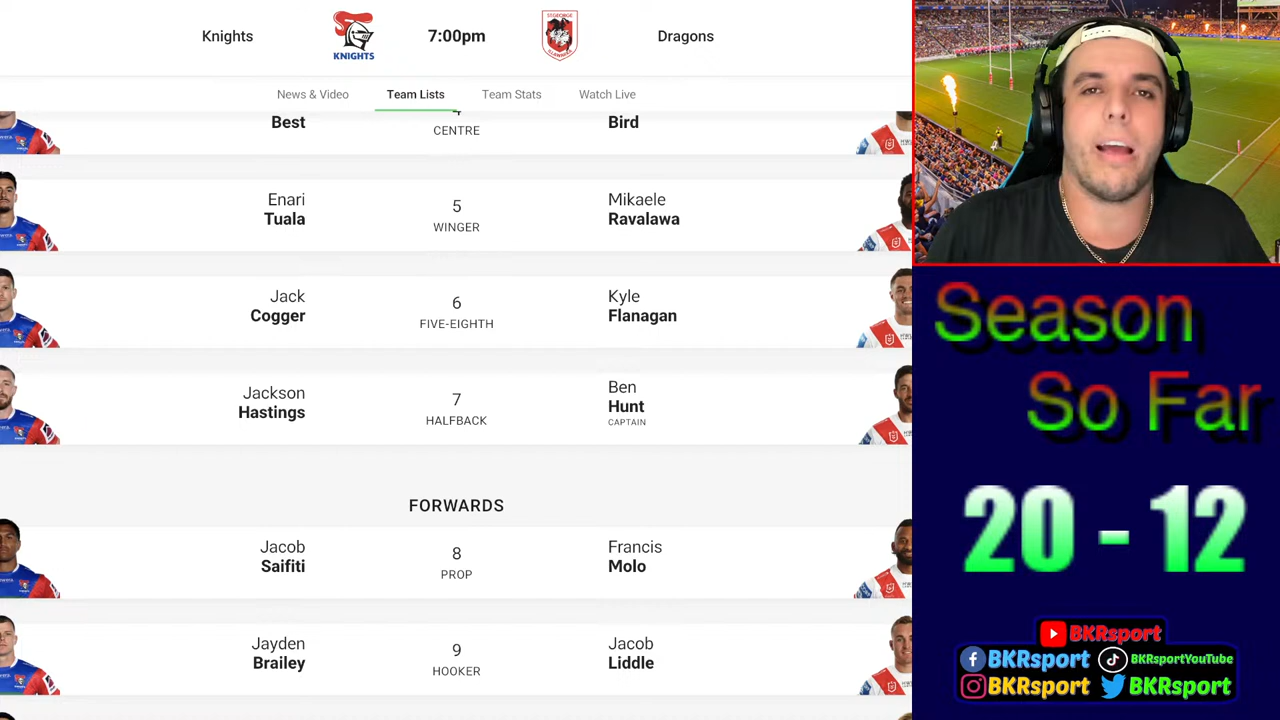 Knights
KNIGHTS
7:00pm
ST.GEORGE
ILLAWARRA
Dragons
News & Video
Team Lists
Team Stats
Watch Live
Best
CENTRE
Bird
Enari
Tuala
5
WINGER
Mikaele
Ravalawa
Jack
Cogger
6
FIVE-EIGHTH
Kyle
Flanagan
Jackson
Hastings
7
HALFBACK
Ben
Hunt
CAPTAIN
FORWARDS
Jacob
Saifiti
8
PROP
Francis
Molo
Jayden
Brailey
9
HOOKER
Jacob
Liddle
Season
So Far
20 - 12
BKRsport
BKRsport
BKRsportYouTube
BKRsport
BKRsport